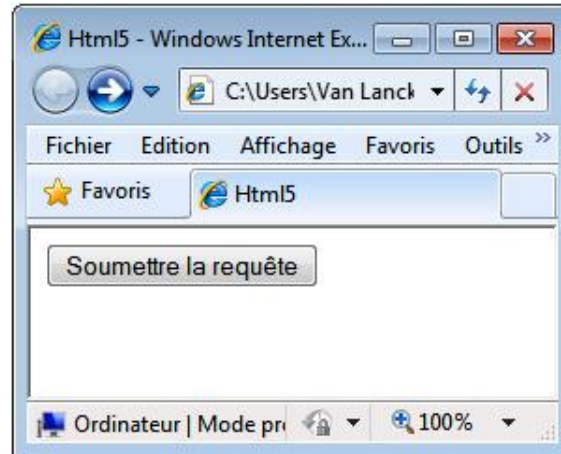 Html5 - Windows Internet Ex...
C:\Users\Van Lanck
Fichier Edition Affichage Favoris Outils »
Favoris Html5
Soumettre la requête
Ordinateur | Mode pro 100%